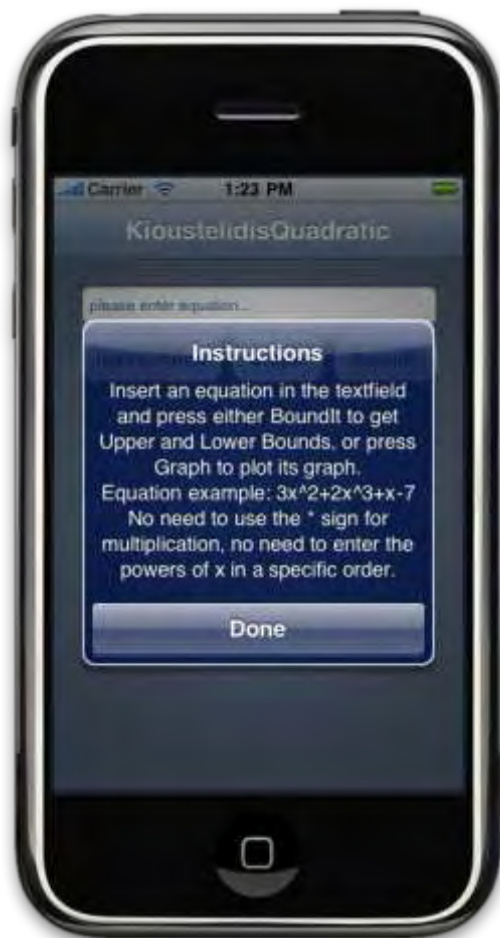 Carrier 1:23 PM
KioustelidisQuadratic
please enter equation...
Instructions
Insert an equation in the textfield
and press either BoundIt to get
Upper and Lower Bounds, or press
Graph to plot its graph.
Equation example: 3x^2+2x^3+x-7
No need to use the * sign for
multiplication, no need to enter the
powers of x in a specific order.
Done